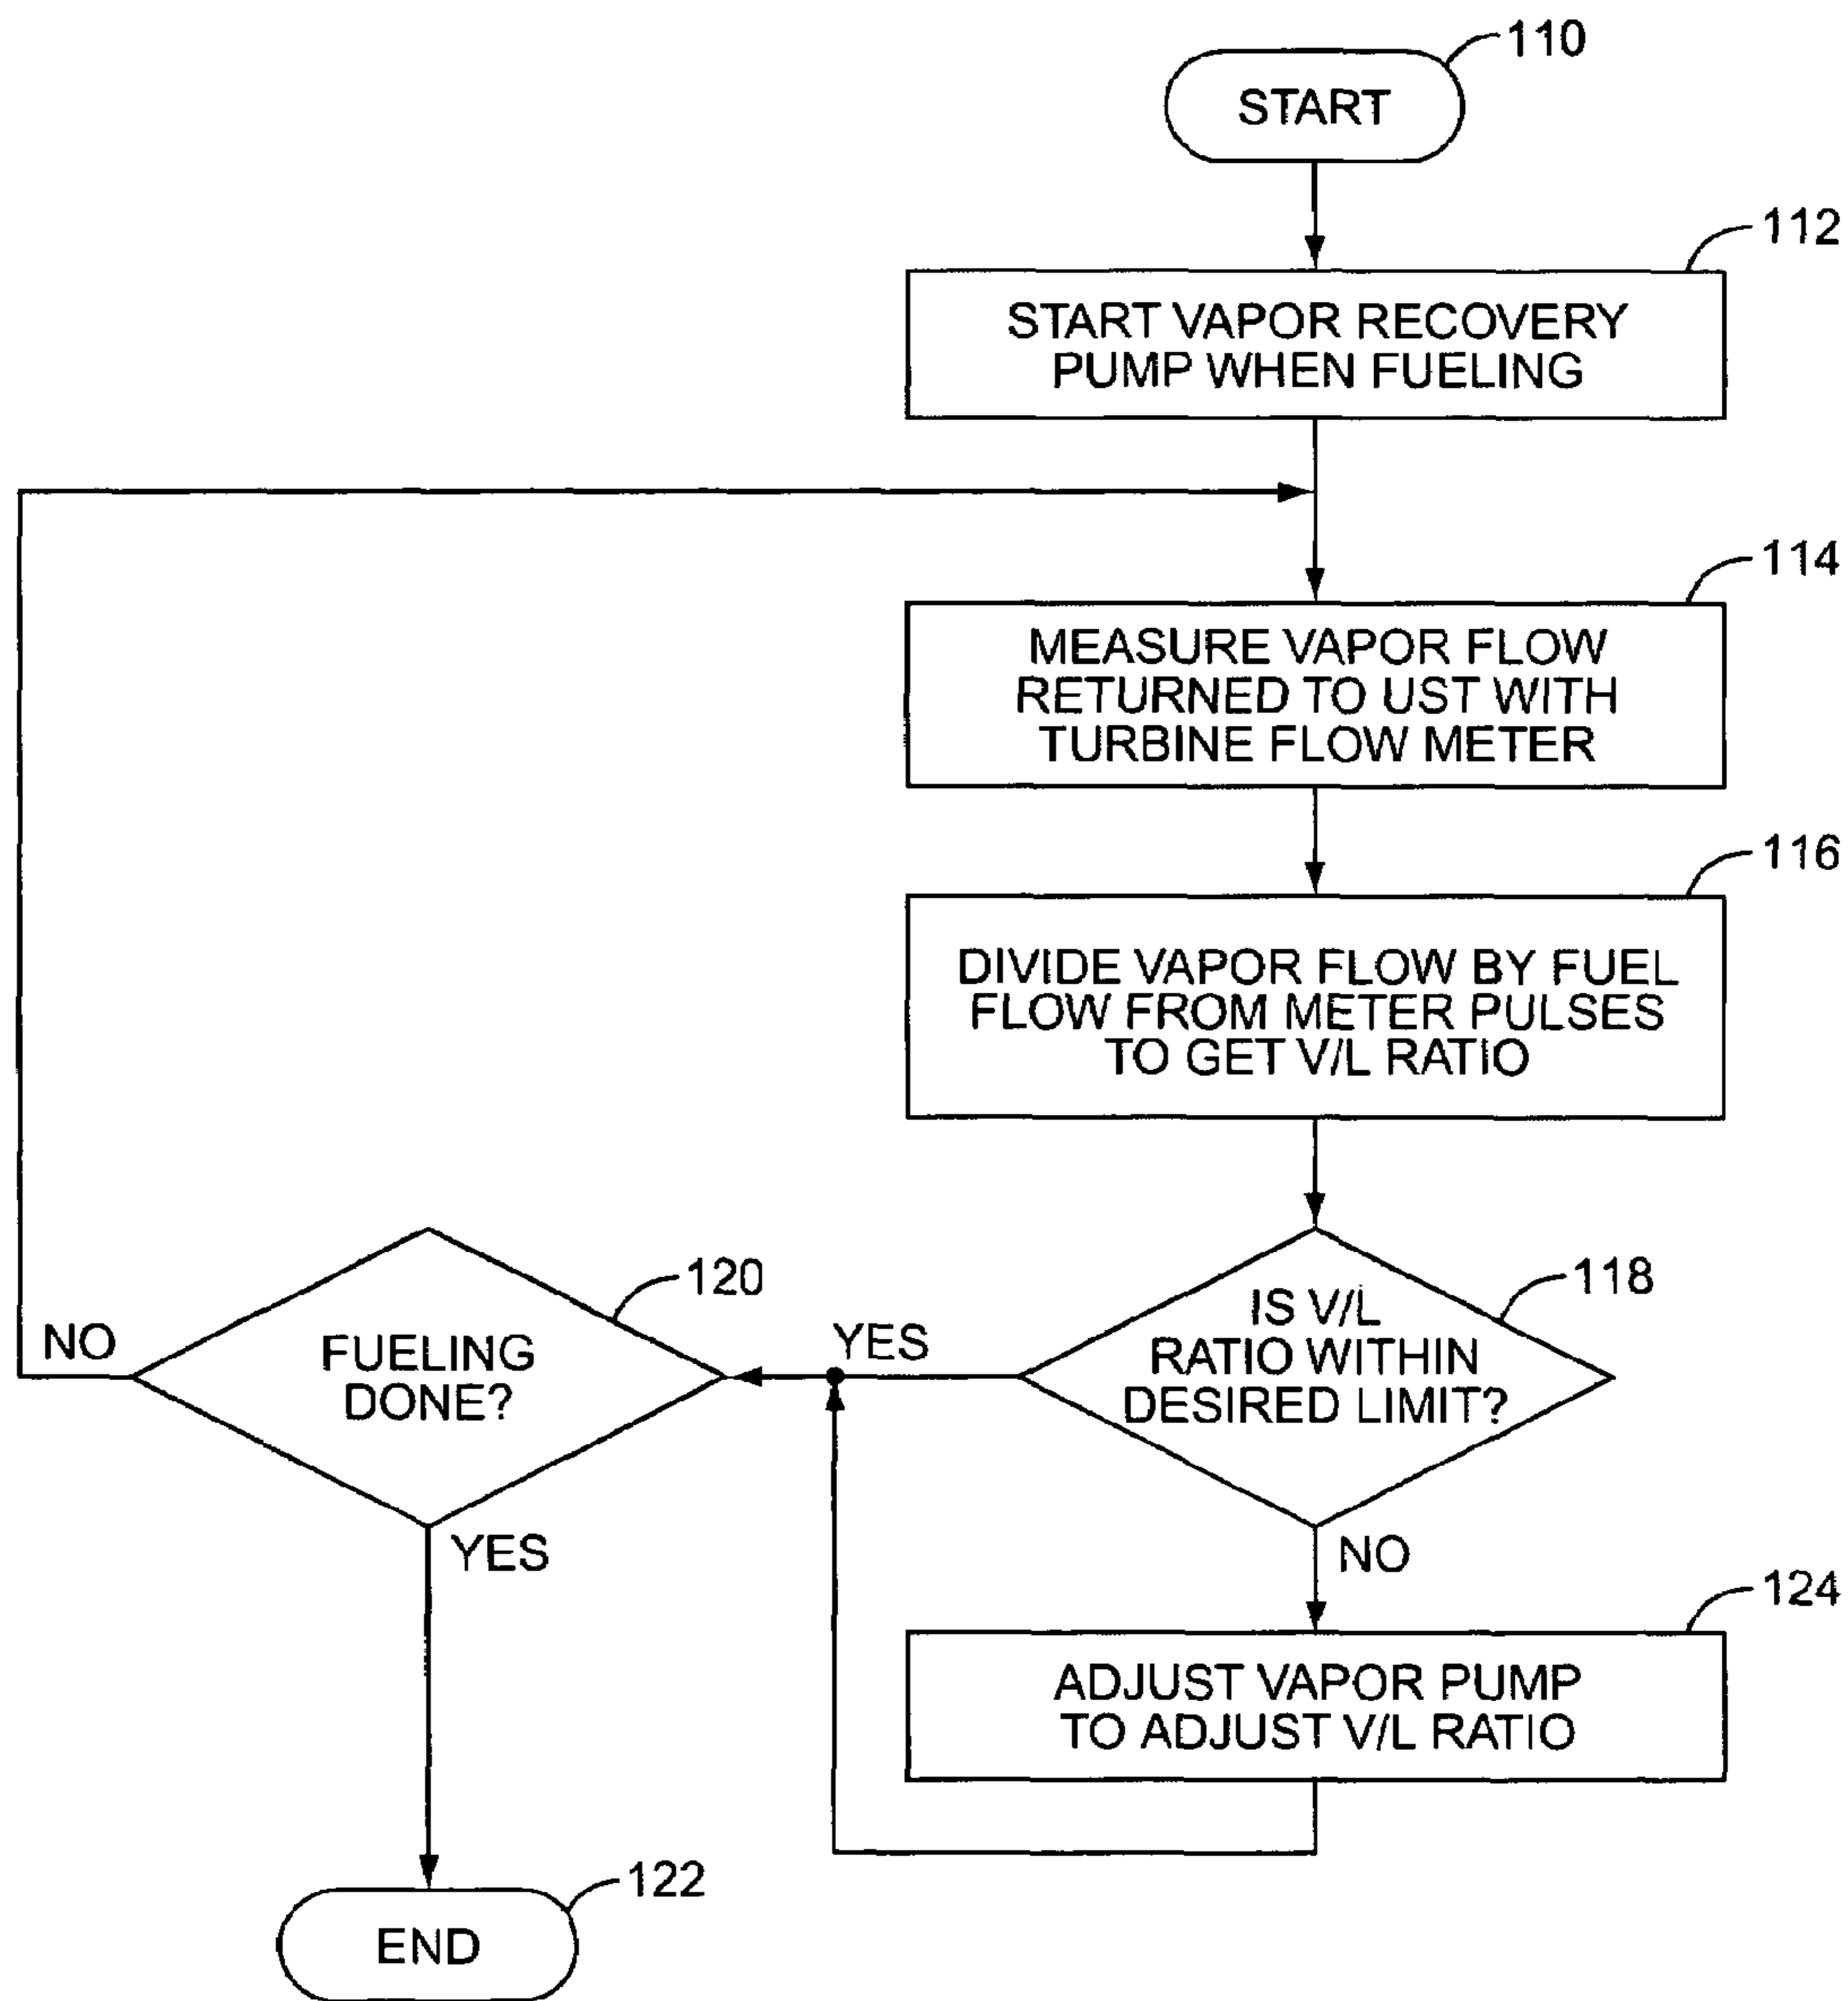 110
START
112
START VAPOR RECOVERY
PUMP WHEN FUELING
114
MEASURE VAPOR FLOW
RETURNED TO UST WITH
TURBINE FLOW METER
116
DIVIDE VAPOR FLOW BY FUEL
FLOW FROM METER PULSES
TO GET V/L RATIO
118
IS V/L
RATIO WITHIN
DESIRED LIMIT?
YES
120
FUELING
DONE?
NO
YES
NO
124
ADJUST VAPOR PUMP
TO ADJUST V/L RATIO
122
END